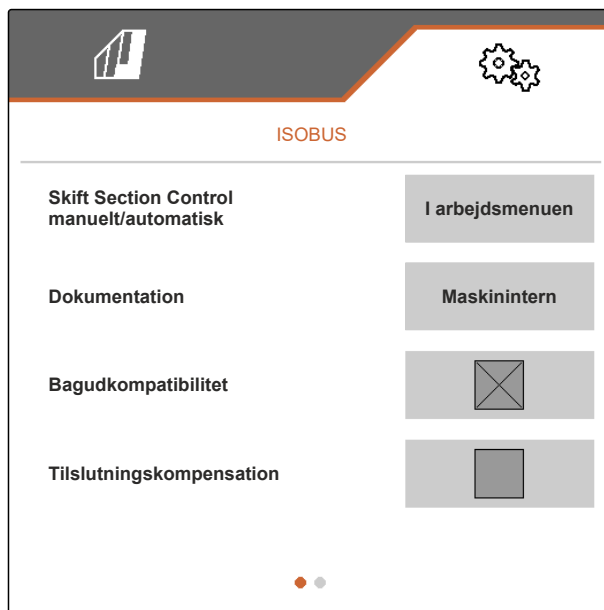 ISOBUS
Skift Section Control
manuelt/automatisk
I arbejdsmenuen
Dokumentation
Maskinintern
Bagudkompatibilitet
Tilslutningskompensation